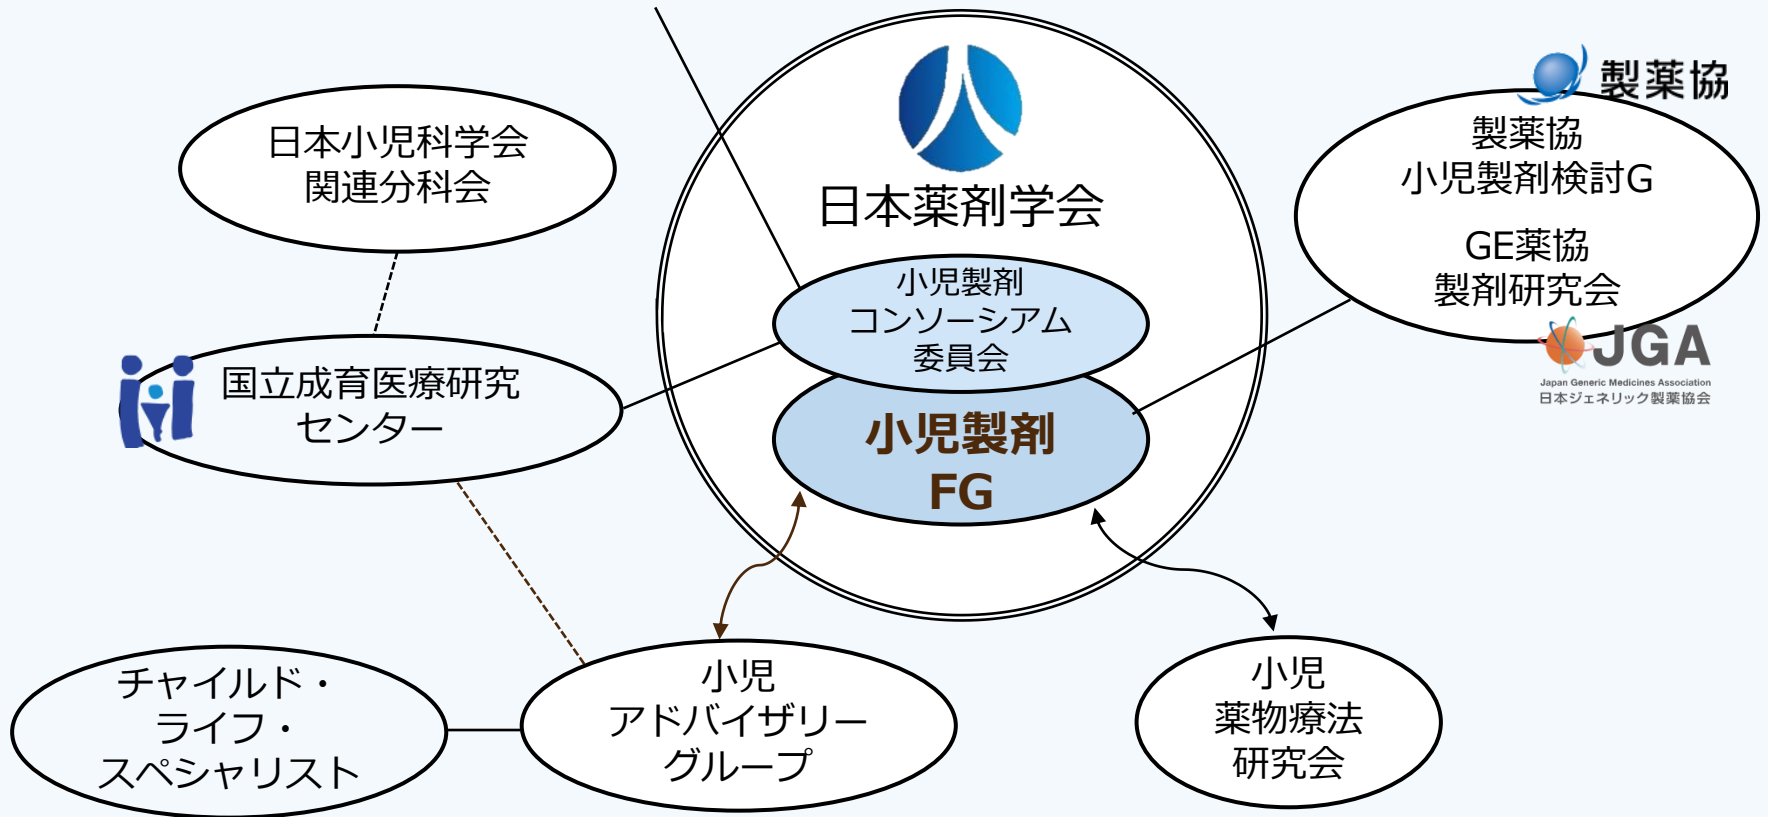 日本小児科学会
関連分科会
日本薬剤学会
製薬協
製薬協
小児製剤検討G
GE薬協
製剤研究会
JGA
Japan Generic Medicines Association
日本ジェネリック製薬協会
小児製剤
コンソーシアム
委員会
国立成育医療研究
センター
小児製剤
FG
チャイルド・
ライフ・
スペシャリスト
小児
アドバイザリー
グループ
小児
薬物療法
研究会